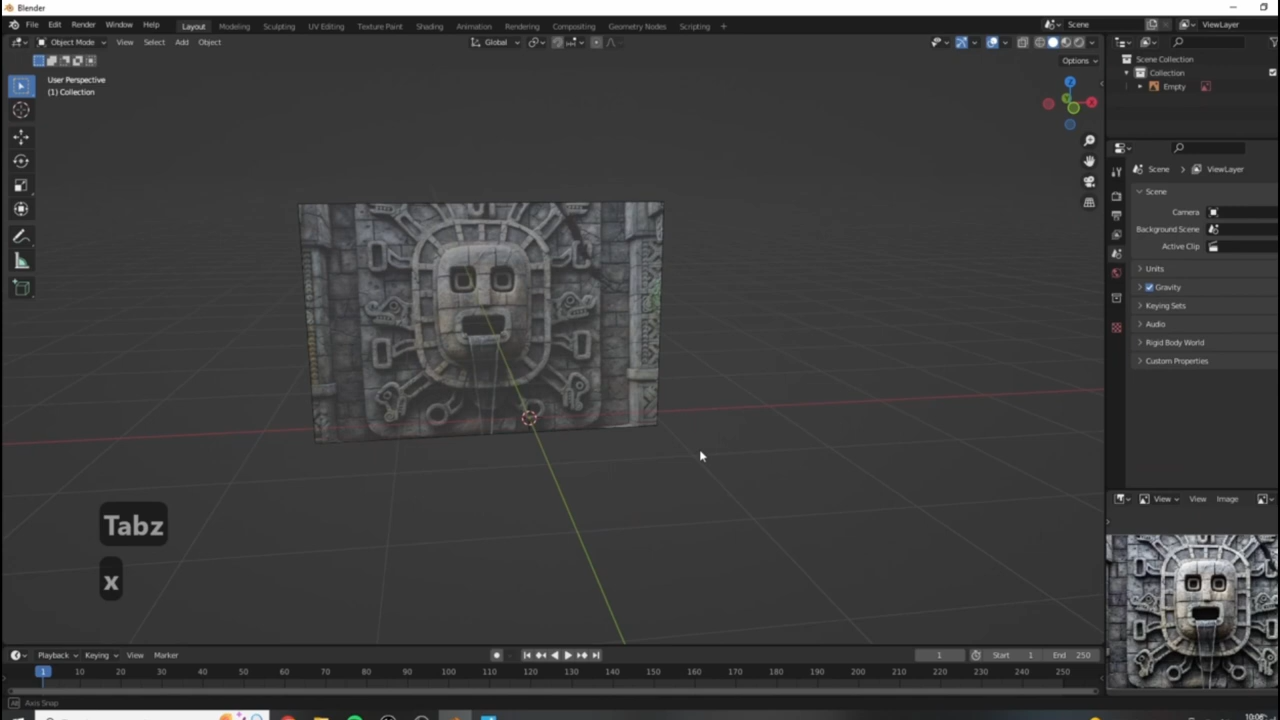 Blender
File Edit Render Window Help Layout Modeling Sculpting UV Editing Texture Paint Shading Animation Rendering Compositing Geometry Nodes Scripting + Scene ViewLayer
Object Mode View Select Add Object Global
Options
User Perspective
(1) Collection
Scene Collection
Collection
Empty
Scene > ViewLayer
Scene
Camera
Background Scene
Active Clip
Units
Gravity
Keying Sets
Audio
Rigid Body World
Custom Properties
View View Image
Tabz
x
Playback Keying View Marker 1 Start 1 End 250
1 10 20 30 40 50 60 70 80 90 100 110 120 130 140 150 160 170 180 190 200 210 220 230 240 250
Axis Snap
10:06